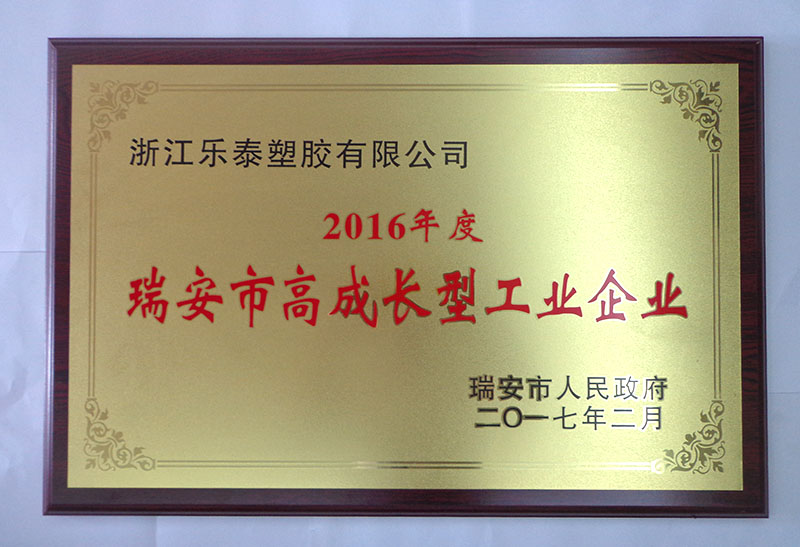 浙江乐泰塑胶有限公司
2016年度
瑞安市高成长型工业企业
瑞安市人民政府
二〇一七年二月